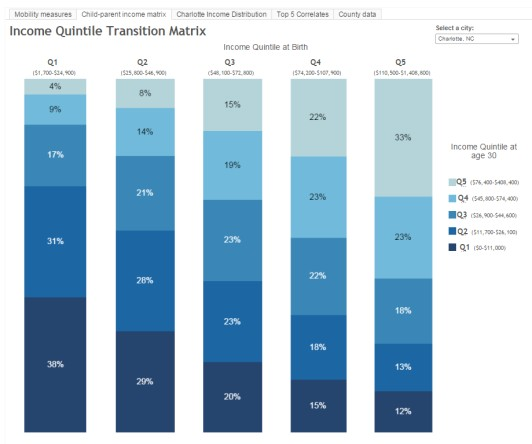 Mobility measures Child-parent income matrix Charlotte Income Distribution Top 5 Correlates County data
Income Quintile Transition Matrix
Select a city:
Charlotte, NC
Income Quintile at Birth
Q1 Q2 Q3 Q4 Q5
($1,700-$24,900) ($25,800-$46,900) ($48,100-$72,800) ($74,200-$107,900) ($110,500-$1,408,800)
4% 8% 15% 22% 33%
9% 14% 19% 23% 23%
17% 21% 23% 22% 18%
31% 28% 23% 18% 13%
38% 29% 20% 15% 12%
Income Quintile at
age 30
Q5 ($76,400-$408,400)
Q4 ($45,800-$74,400)
Q3 ($26,900-$44,600)
Q2 ($11,700-$26,100)
Q1 ($0-$11,000)